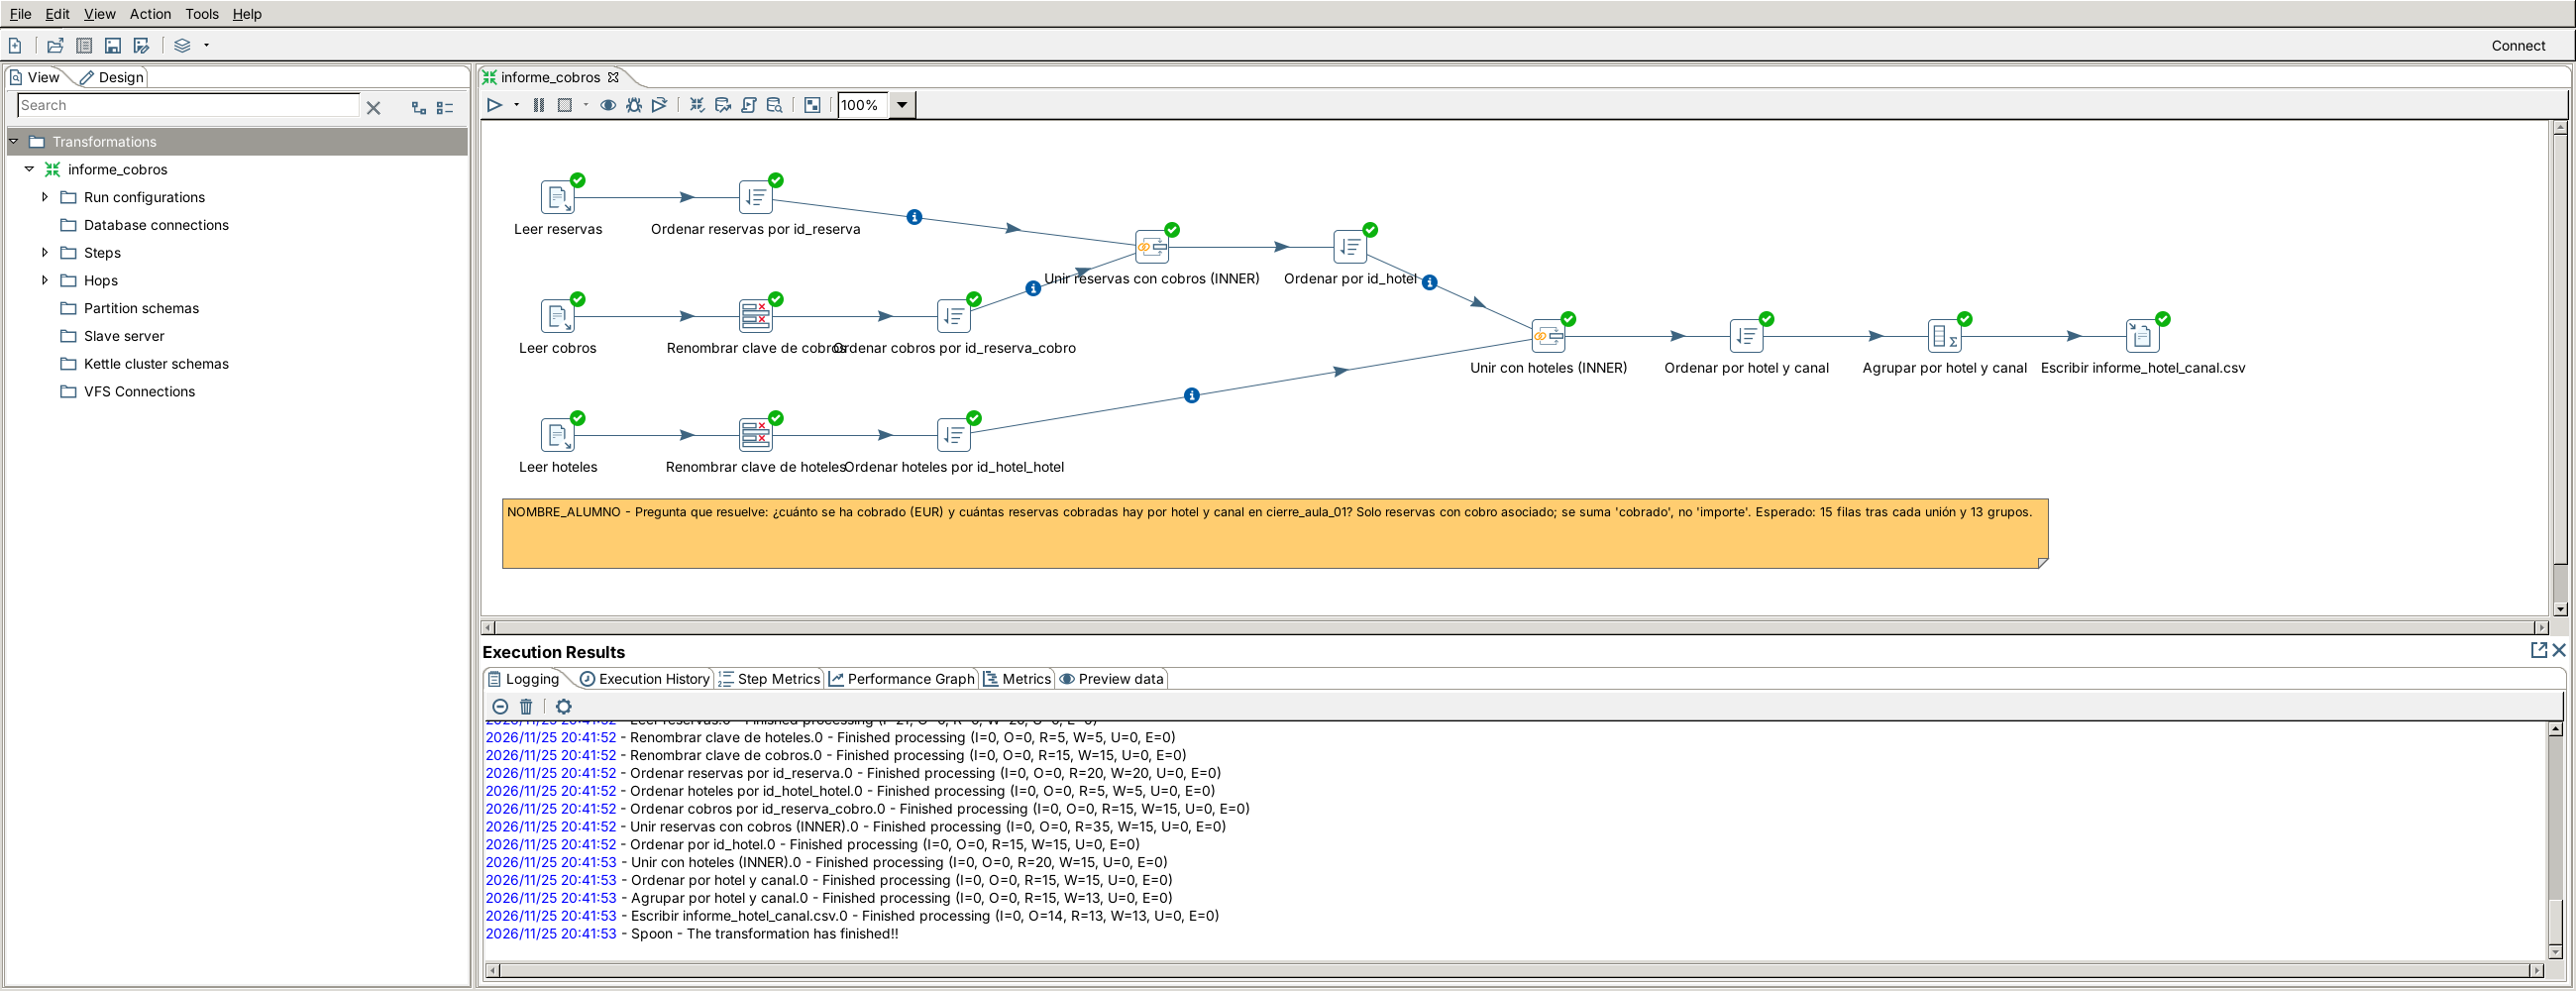 File Edit View Action Tools Help
Connect
View Design
Search
Transformations
informe_cobros
Run configurations
Database connections
Steps
Hops
Partition schemas
Slave server
Kettle cluster schemas
VFS Connections
informe_cobros
100%
Leer reservas
Ordenar reservas por id_reserva
Unir reservas con cobros (INNER)
Ordenar por id_hotel
Leer cobros
Renombrar clave de cobros
Ordenar cobros por id_reserva_cobro
Unir con hoteles (INNER)
Ordenar por hotel y canal
Agrupar por hotel y canal
Escribir informe_hotel_canal.csv
Leer hoteles
Renombrar clave de hoteles
Ordenar hoteles por id_hotel_hotel
NOMBRE_ALUMNO - Pregunta que resuelve: ¿cuánto se ha cobrado (EUR) y cuántas reservas cobradas hay por hotel y canal en cierre_aula_01? Solo reservas con cobro asociado; se suma 'cobrado', no 'importe'. Esperado: 15 filas tras cada unión y 13 grupos.
Execution Results
Logging Execution History Step Metrics Performance Graph Metrics Preview data
2026/11/25 20:41:52 - Leer reservas.0 - Finished processing (I=21, O=0, R=0, W=20, U=0, E=0)
2026/11/25 20:41:52 - Renombrar clave de hoteles.0 - Finished processing (I=0, O=0, R=5, W=5, U=0, E=0)
2026/11/25 20:41:52 - Renombrar clave de cobros.0 - Finished processing (I=0, O=0, R=15, W=15, U=0, E=0)
2026/11/25 20:41:52 - Ordenar reservas por id_reserva.0 - Finished processing (I=0, O=0, R=20, W=20, U=0, E=0)
2026/11/25 20:41:52 - Ordenar hoteles por id_hotel_hotel.0 - Finished processing (I=0, O=0, R=5, W=5, U=0, E=0)
2026/11/25 20:41:52 - Ordenar cobros por id_reserva_cobro.0 - Finished processing (I=0, O=0, R=15, W=15, U=0, E=0)
2026/11/25 20:41:52 - Unir reservas con cobros (INNER).0 - Finished processing (I=0, O=0, R=35, W=15, U=0, E=0)
2026/11/25 20:41:52 - Ordenar por id_hotel.0 - Finished processing (I=0, O=0, R=15, W=15, U=0, E=0)
2026/11/25 20:41:53 - Unir con hoteles (INNER).0 - Finished processing (I=0, O=0, R=20, W=15, U=0, E=0)
2026/11/25 20:41:53 - Ordenar por hotel y canal.0 - Finished processing (I=0, O=0, R=15, W=15, U=0, E=0)
2026/11/25 20:41:53 - Agrupar por hotel y canal.0 - Finished processing (I=0, O=0, R=15, W=13, U=0, E=0)
2026/11/25 20:41:53 - Escribir informe_hotel_canal.csv.0 - Finished processing (I=0, O=14, R=13, W=13, U=0, E=0)
2026/11/25 20:41:53 - Spoon - The transformation has finished!!